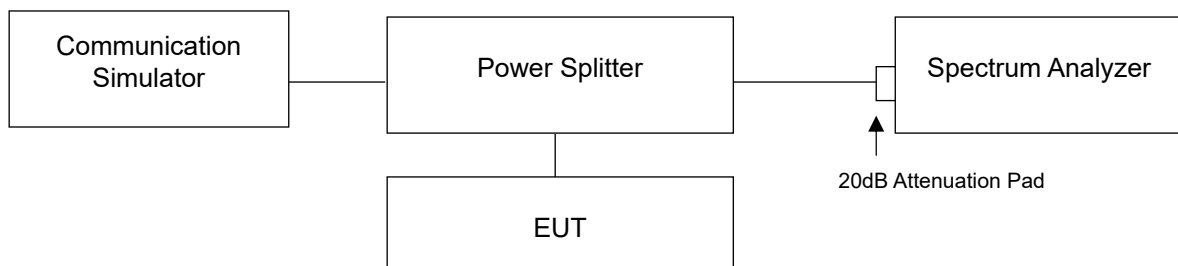 Communication
Simulator
Power Splitter
Spectrum Analyzer
20dB Attenuation Pad
EUT